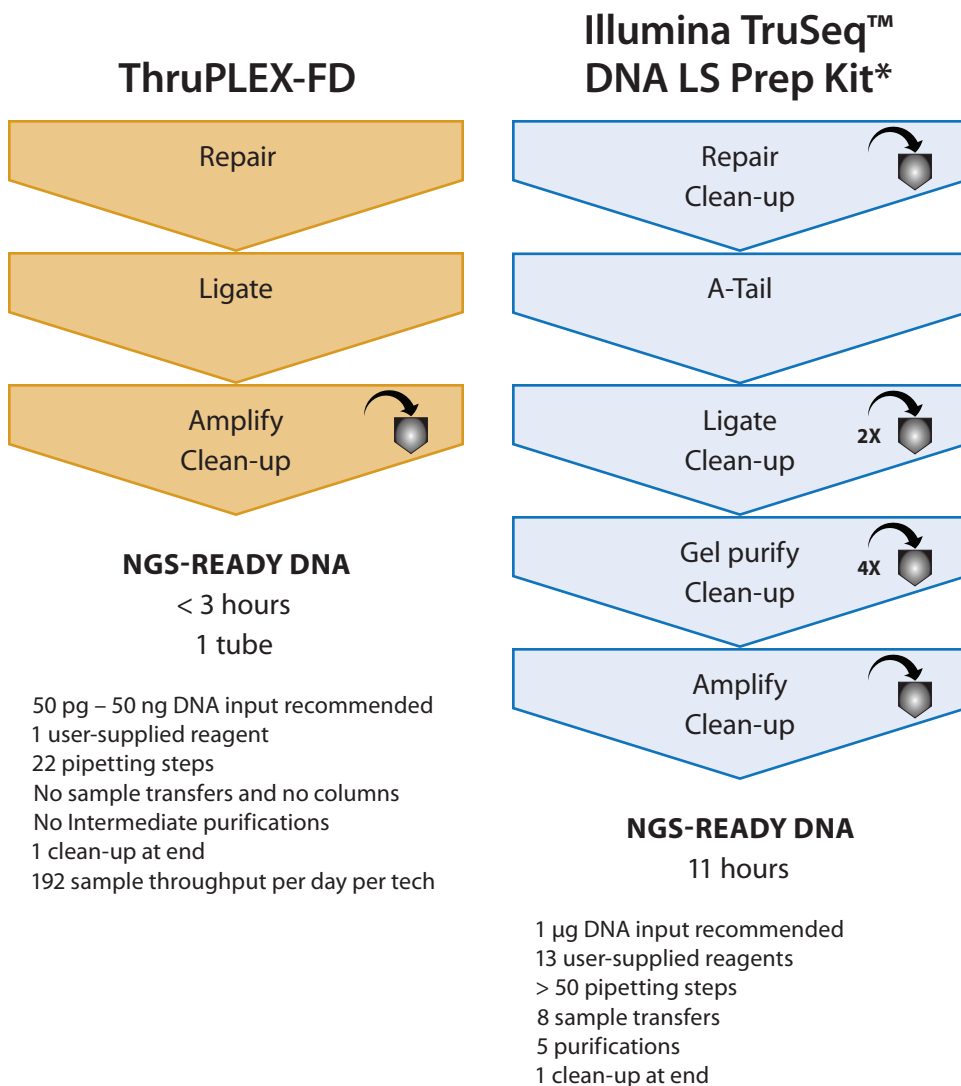 ThruPLEX-FD
Repair
Ligate
Amplify
Clean-up
NGS-READY DNA
< 3 hours
1 tube
50 pg – 50 ng DNA input recommended
1 user-supplied reagent
22 pipetting steps
No sample transfers and no columns
No Intermediate purifications
1 clean-up at end
192 sample throughput per day per tech
Illumina TruSeq™
DNA LS Prep Kit*
Repair
Clean-up
A-Tail
Ligate
2X
Clean-up
Gel purify
4X
Clean-up
Amplify
Clean-up
NGS-READY DNA
11 hours
1 µg DNA input recommended
13 user-supplied reagents
> 50 pipetting steps
8 sample transfers
5 purifications
1 clean-up at end